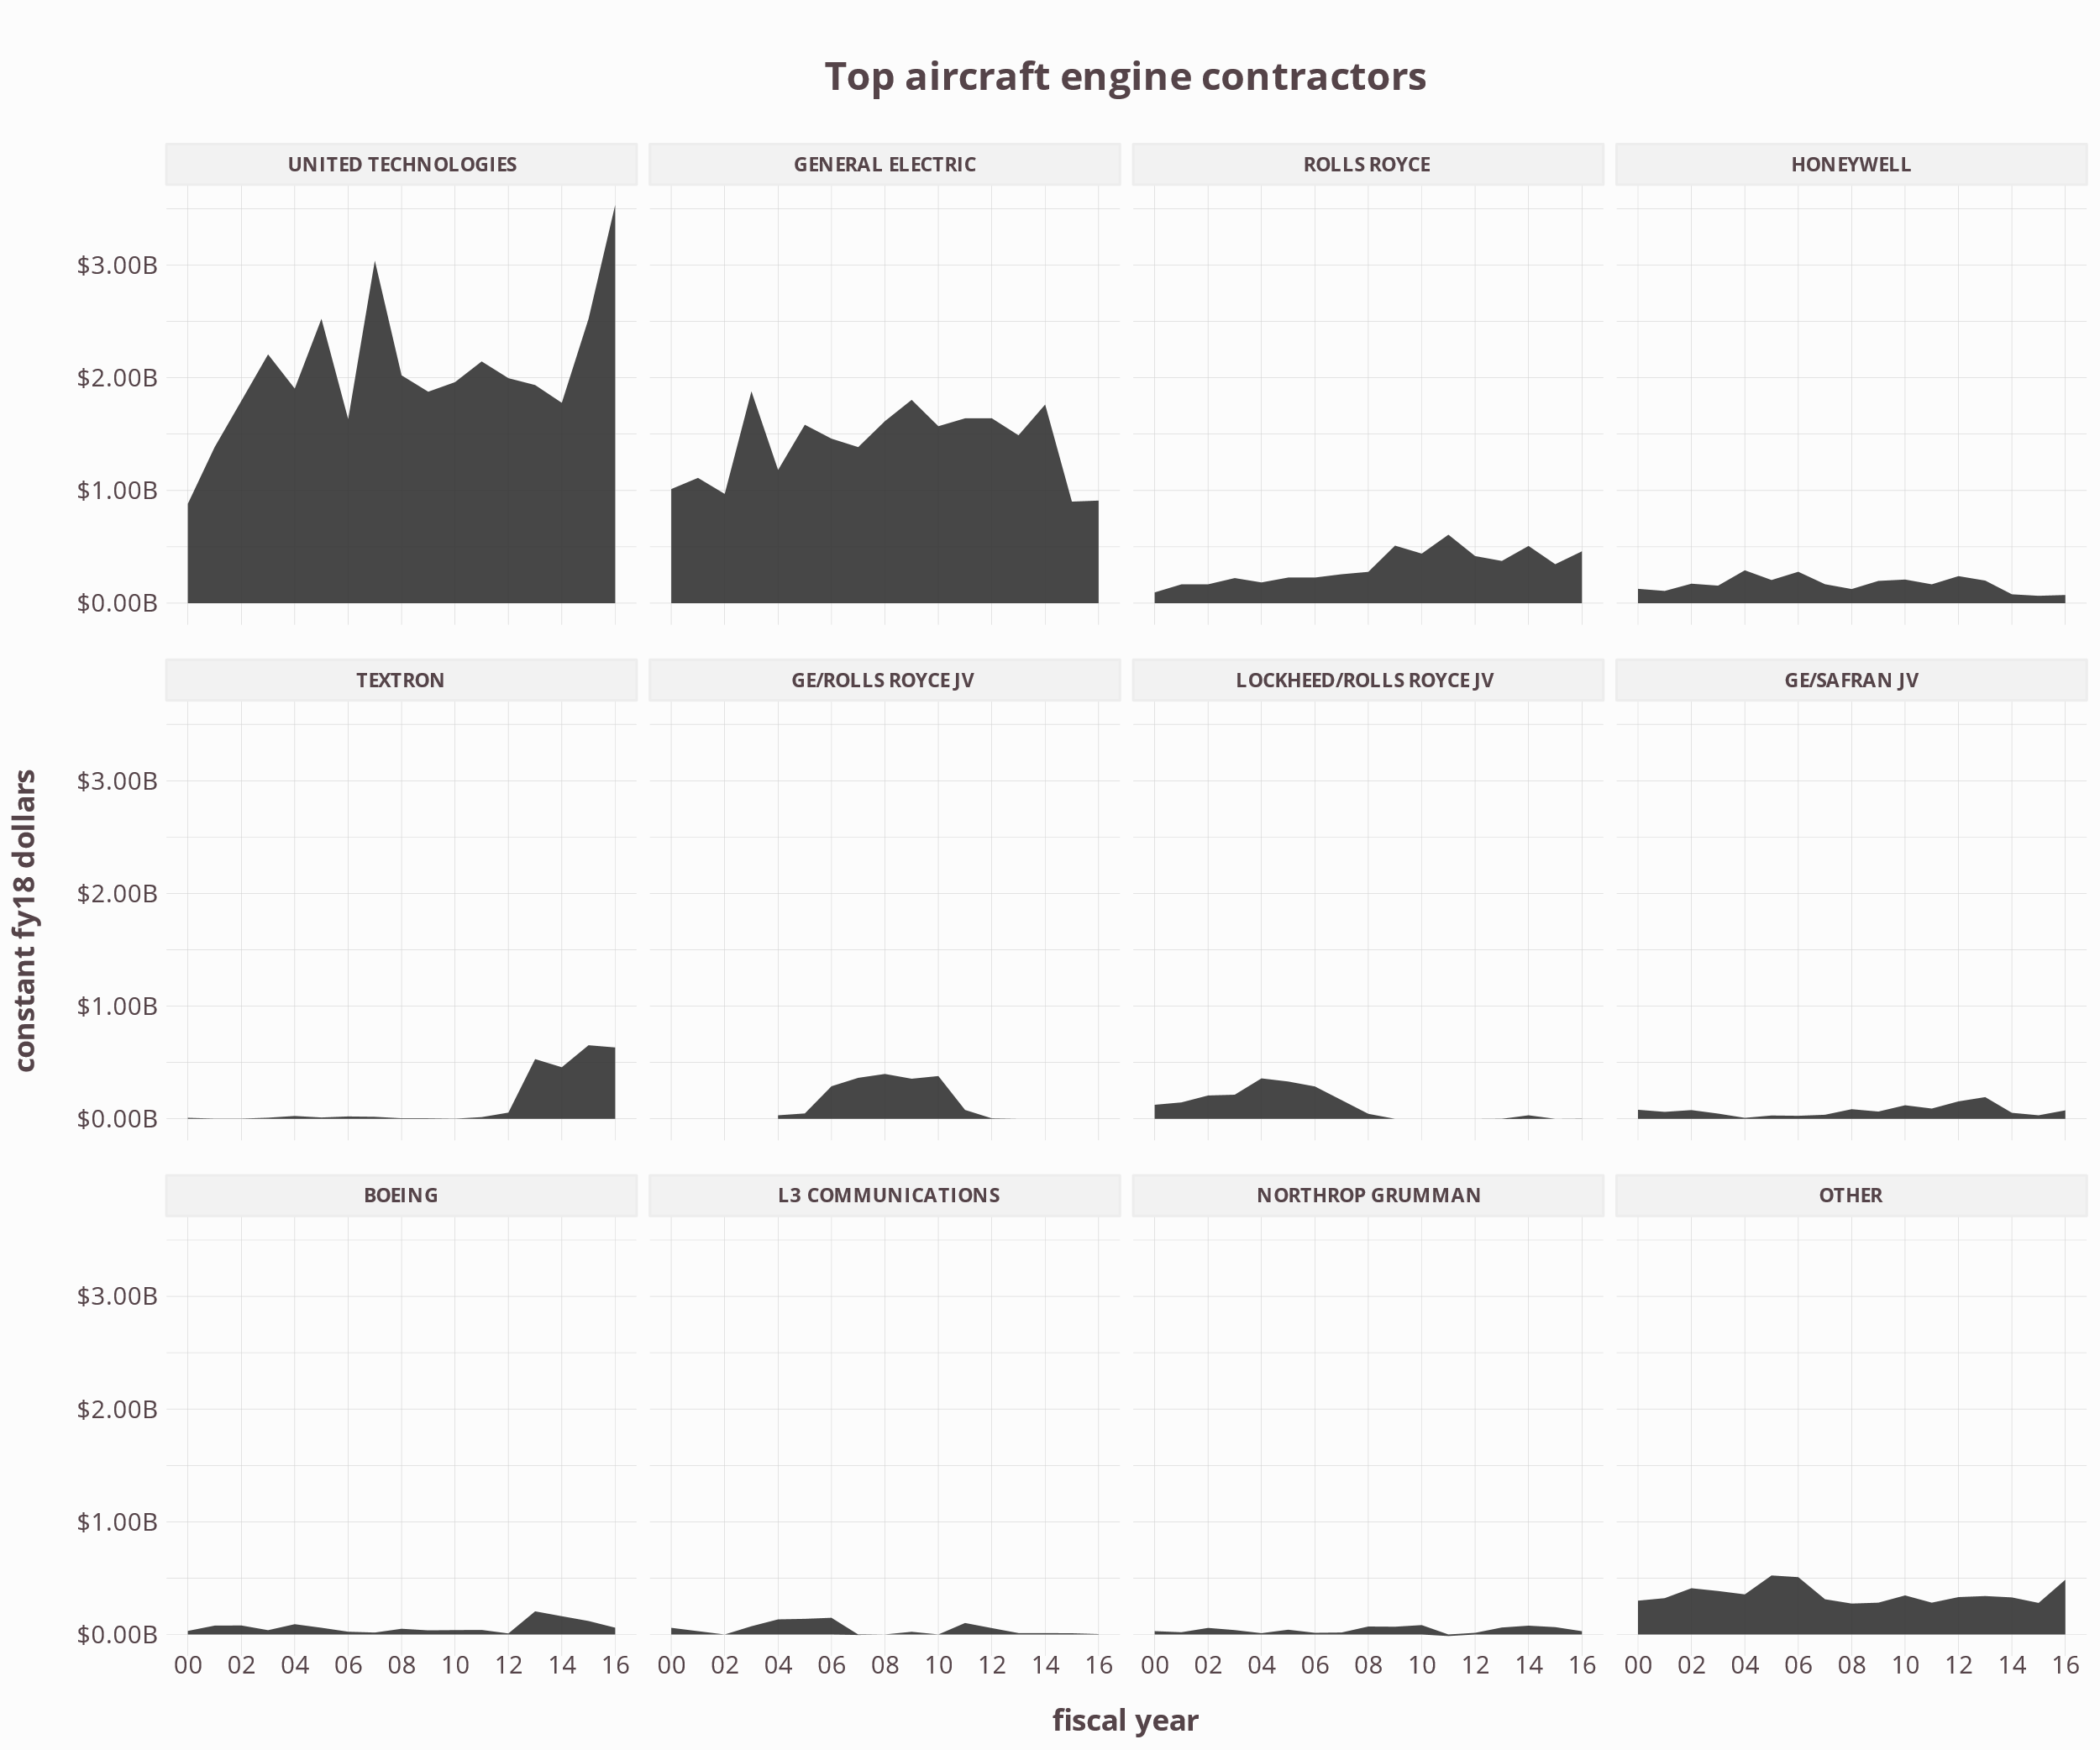 Top aircraft engine contractors
UNITED TECHNOLOGIES
GENERAL ELECTRIC
ROLLS ROYCE
HONEYWELL
$3.00B
$2.00B
$1.00B
$0.00B
TEXTRON
GE/ROLLS ROYCE JV
LOCKHEED/ROLLS ROYCE JV
GE/SAFRAN JV
$3.00B
$2.00B
$1.00B
$0.00B
constant fy18 dollars
BOEING
L3 COMMUNICATIONS
NORTHROP GRUMMAN
OTHER
$3.00B
$2.00B
$1.00B
$0.00B
00 02 04 06 08 10 12 14 16
00 02 04 06 08 10 12 14 16
00 02 04 06 08 10 12 14 16
00 02 04 06 08 10 12 14 16
fiscal year